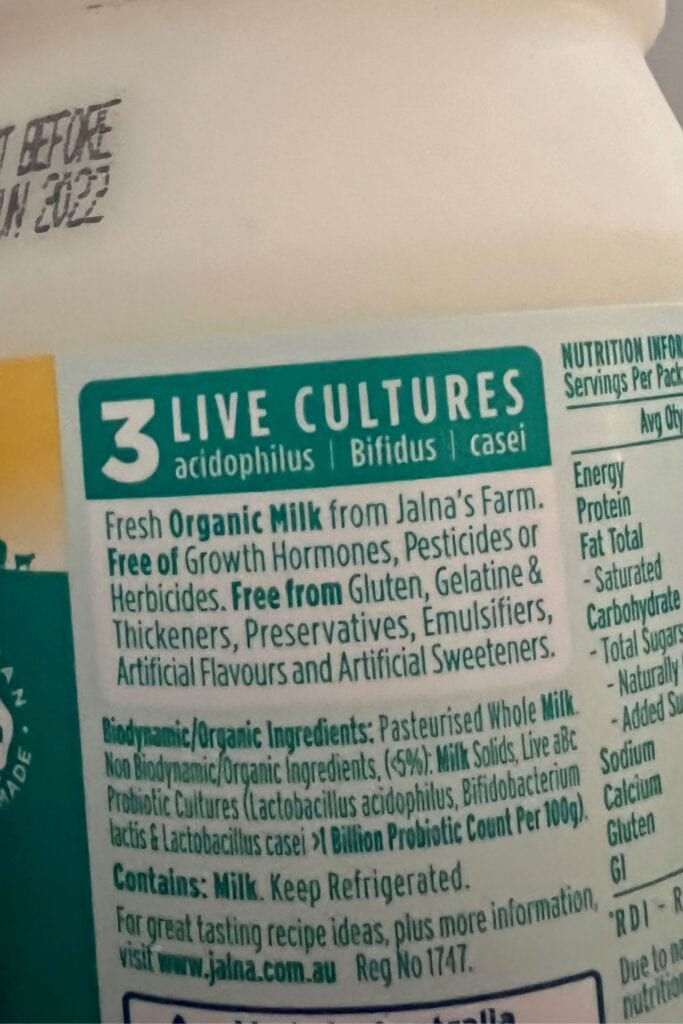 BEFORE
2022
3 LIVE CULTURES
acidophilus | Bifidus | casei
Fresh Organic Milk from Jalna's Farm.
Free of Growth Hormones, Pesticides or
Herbicides. Free from Gluten, Gelatine &
Thickeners, Preservatives, Emulsifiers,
Artificial Flavours and Artificial Sweeteners.
Biodynamic/Organic Ingredients: Pasteurised Whole Milk.
Non Biodynamic/Organic Ingredients, (<5%): Milk Solids, Live aBc
Probiotic Cultures (Lactobacillus acidophilus, Bifidobacterium
lactis & Lactobacillus casei >1 Billion Probiotic Count Per 100g).
Contains: Milk. Keep Refrigerated.
For great tasting recipe ideas, plus more information,
visit www.jalna.com.au Reg No 1747.
NUTRITION INFOR
Servings Per Pack
Avg Qty
Energy
Protein
Fat Total
- Saturated
Carbohydrate
- Total Sugars
- Naturally
- Added Su
Sodium
Calcium
Gluten
GI
*RDI - R
Due to na
nutrition
MADE